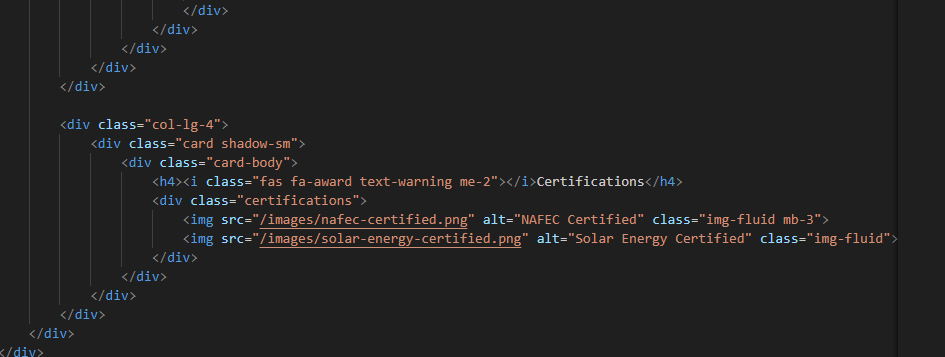 </div>
</div>
</div>
</div>
</div>
<div class="col-lg-4">
<div class="card shadow-sm">
<div class="card-body">
<h4><i class="fas fa-award text-warning me-2"></i>Certifications</h4>
<div class="certifications">
<img src="/images/nafec-certified.png" alt="NAFEC Certified" class="img-fluid mb-3">
<img src="/images/solar-energy-certified.png" alt="Solar Energy Certified" class="img-fluid">
</div>
</div>
</div>
</div>
</div>
</div>